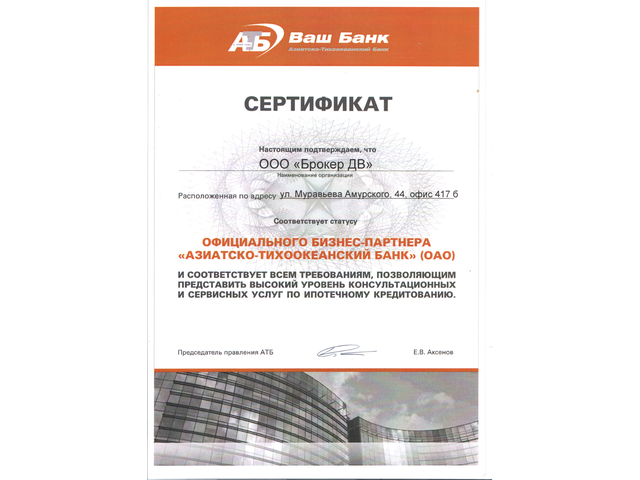 АТБ Ваш Банк
Азиатско-Тихоокеанский Банк
СЕРТИФИКАТ
Настоящим подтверждаем, что
ООО «Брокер ДВ»
Наименование организации
Расположенная по адресу ул. Муравьева Амурского, 44, офис 417 б
Соответствует статусу
ОФИЦИАЛЬНОГО БИЗНЕС-ПАРТНЕРА
«АЗИАТСКО-ТИХООКЕАНСКИЙ БАНК» (ОАО)
И СООТВЕТСТВУЕТ ВСЕМ ТРЕБОВАНИЯМ, ПОЗВОЛЯЮЩИМ
ПРЕДСТАВИТЬ ВЫСОКИЙ УРОВЕНЬ КОНСУЛЬТАЦИОННЫХ
И СЕРВИСНЫХ УСЛУГ ПО ИПОТЕЧНОМУ КРЕДИТОВАНИЮ.
Председатель правления АТБ Е.В. Аксенов